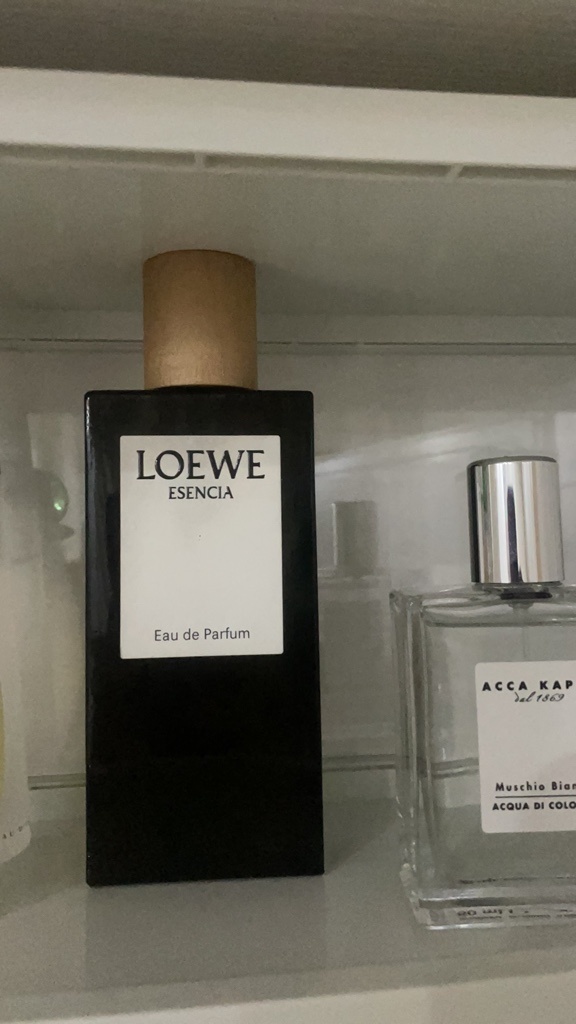 LOEWE
ESENCIA
Eau de Parfum
ACCA KAP
dal 1869
Muschio Bian
ACQUA DI COLO